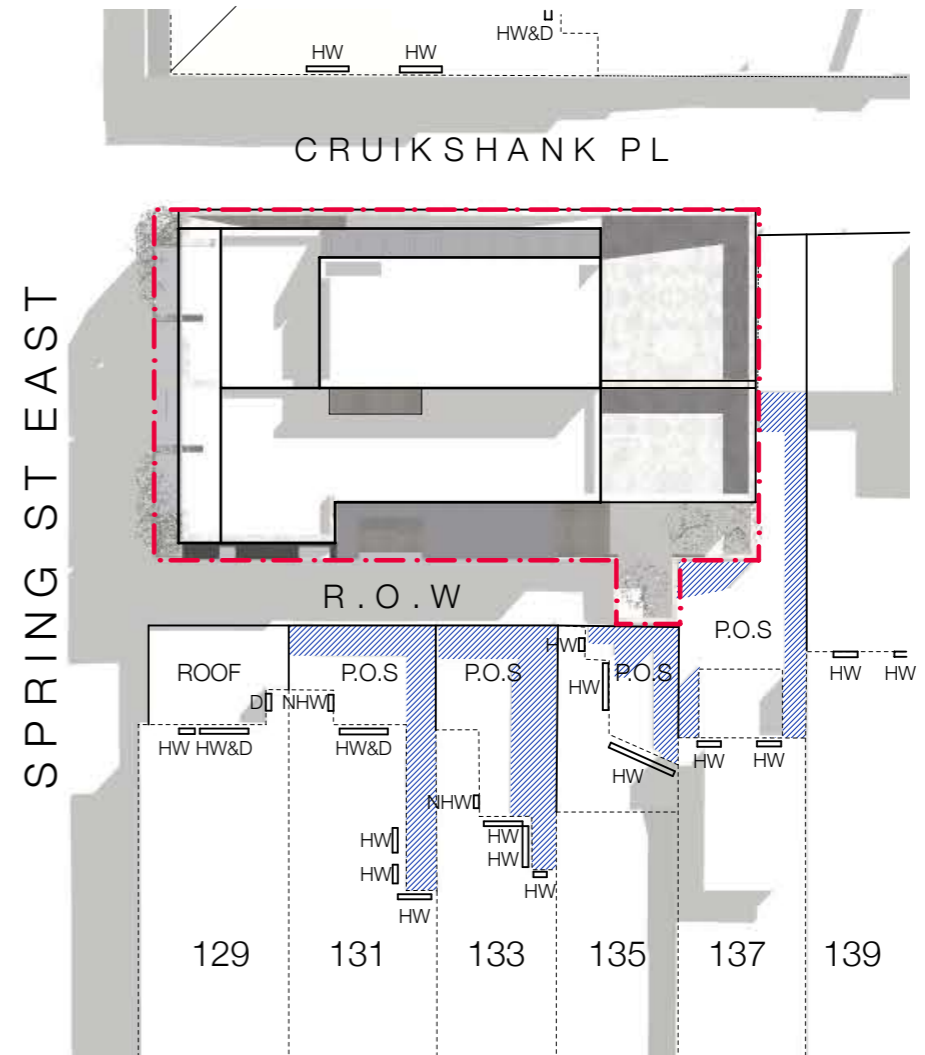 HW&D
HW HW
CRUIKSHANK PL
SPRING ST EAST
R.O.W
ROOF P.O.S P.O.S P.O.S P.O.S
HW
HW
D NHW
HW HW&D HW&D
HW HW
HW HW
HW
NHW
HW
HW
HW
HW
HW
HW
129 131 133 135 137 139